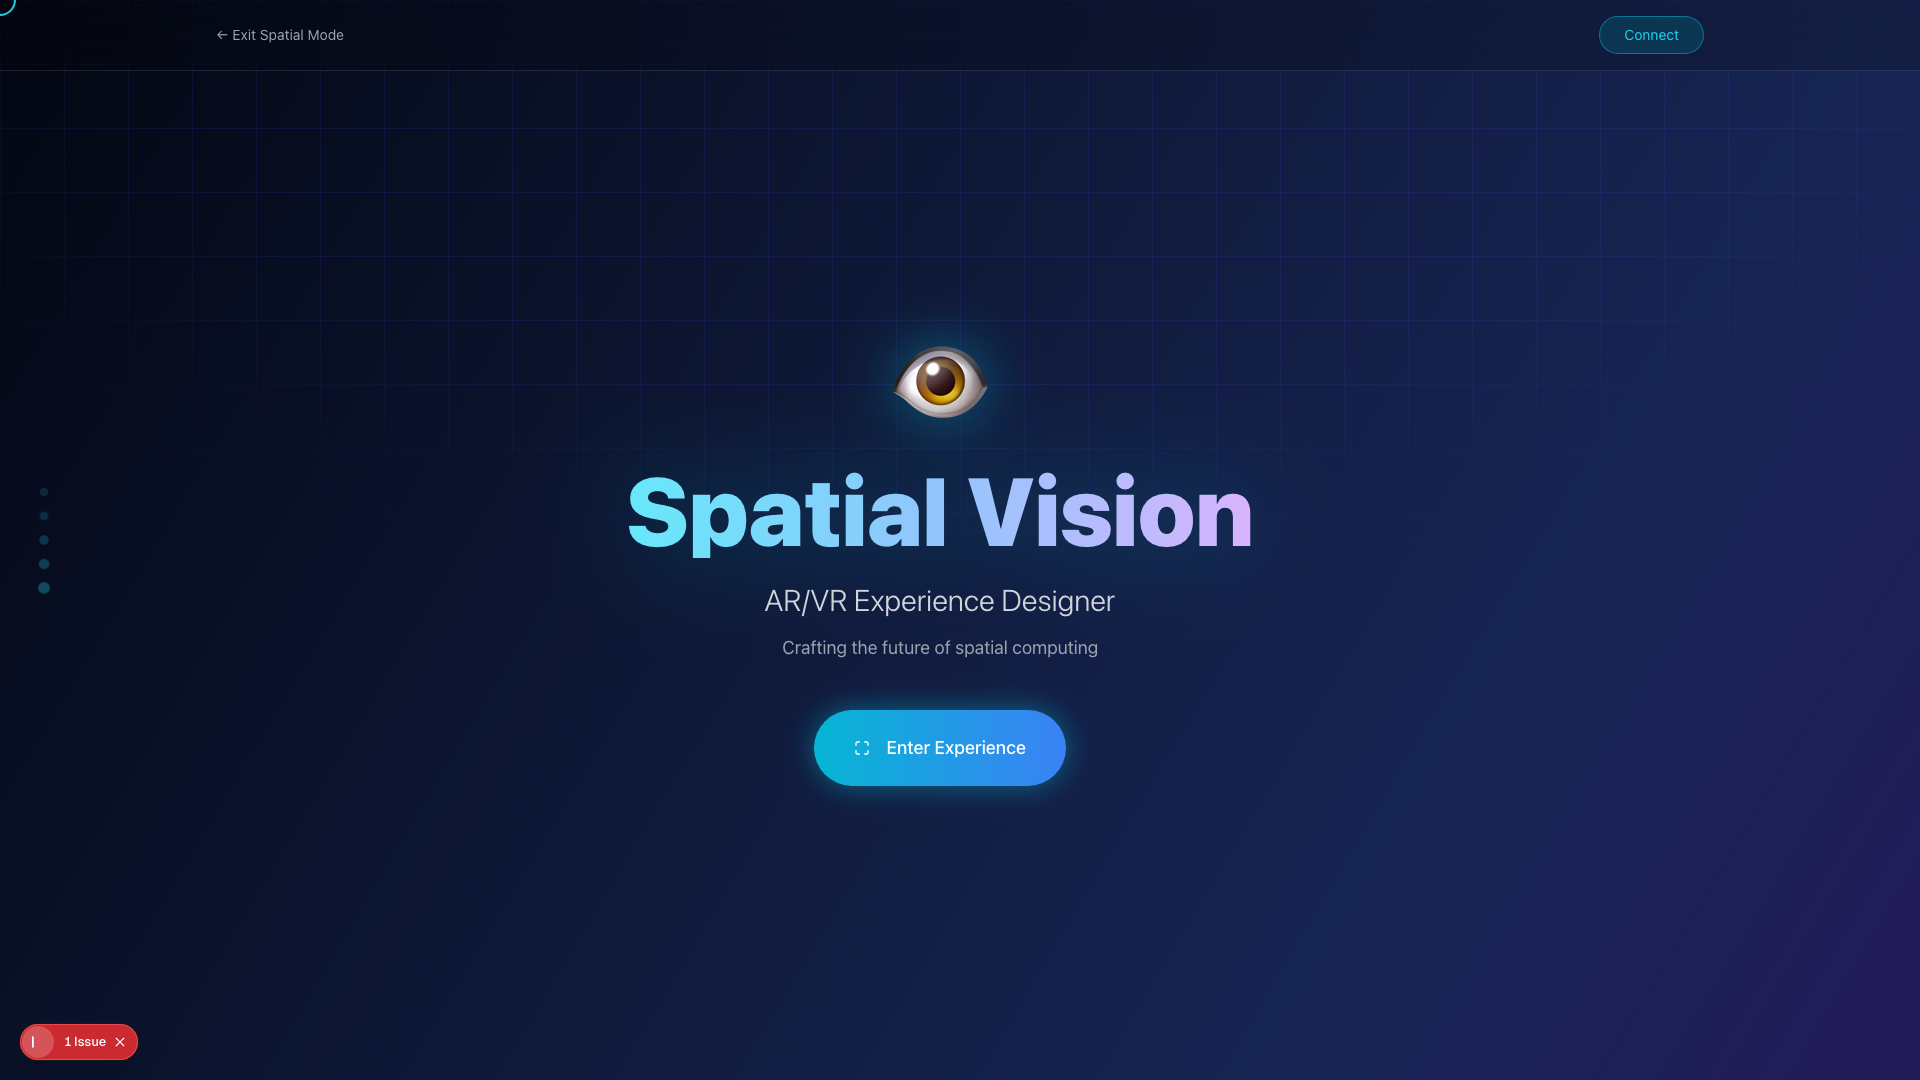 ← Exit Spatial Mode
Connect
Spatial Vision
AR/VR Experience Designer
Crafting the future of spatial computing
Enter Experience
1 Issue